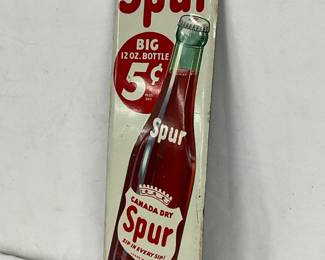 Spur
BIG
12 OZ. BOTTLE
5¢
Spur
CANADA DRY
Spur
ZIP IN EVERY SIP!